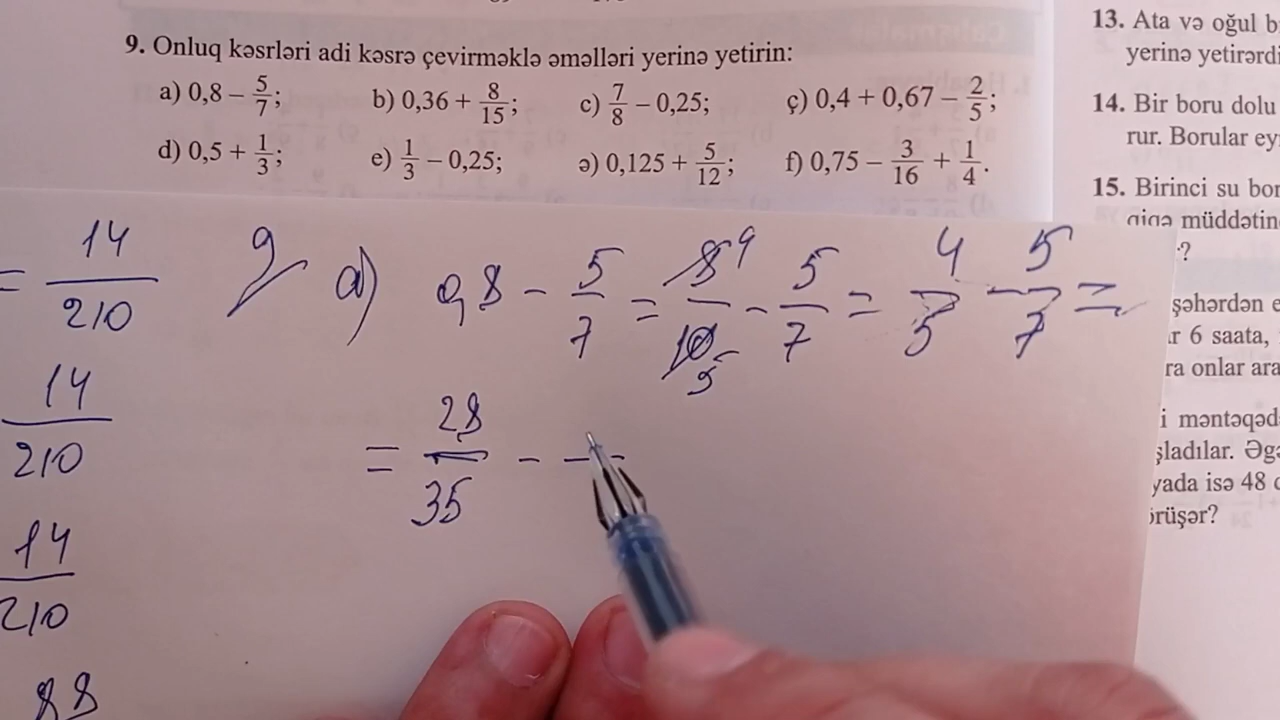 9. Onluq kəsrləri adi kəsrə çevirməklə əməlləri yerinə yetirin:
a) 0,8 – 5/7; b) 0,36 + 8/15; c) 7/8 – 0,25; ç) 0,4 + 0,67 – 2/5;
d) 0,5 + 1/3; e) 1/3 – 0,25; ə) 0,125 + 5/12; f) 0,75 – 3/16 + 1/4.
13. Ata və oğul b
yerinə yetirərdi
14. Bir boru dolu
rur. Borular ey
15. Birinci su bor
müddətin
?
şəhərdən e
r 6 saata,
ra onlar ara
i məntəqəd
şladılar. Əgə
yada isə 48 c
örüşər?
= 14/210
14/210
14/210
88
9 a) 0,8 - 5/7 = 8 4/10 5 - 5/7 = 4/5 - 5/7 =
= 28/35 - —